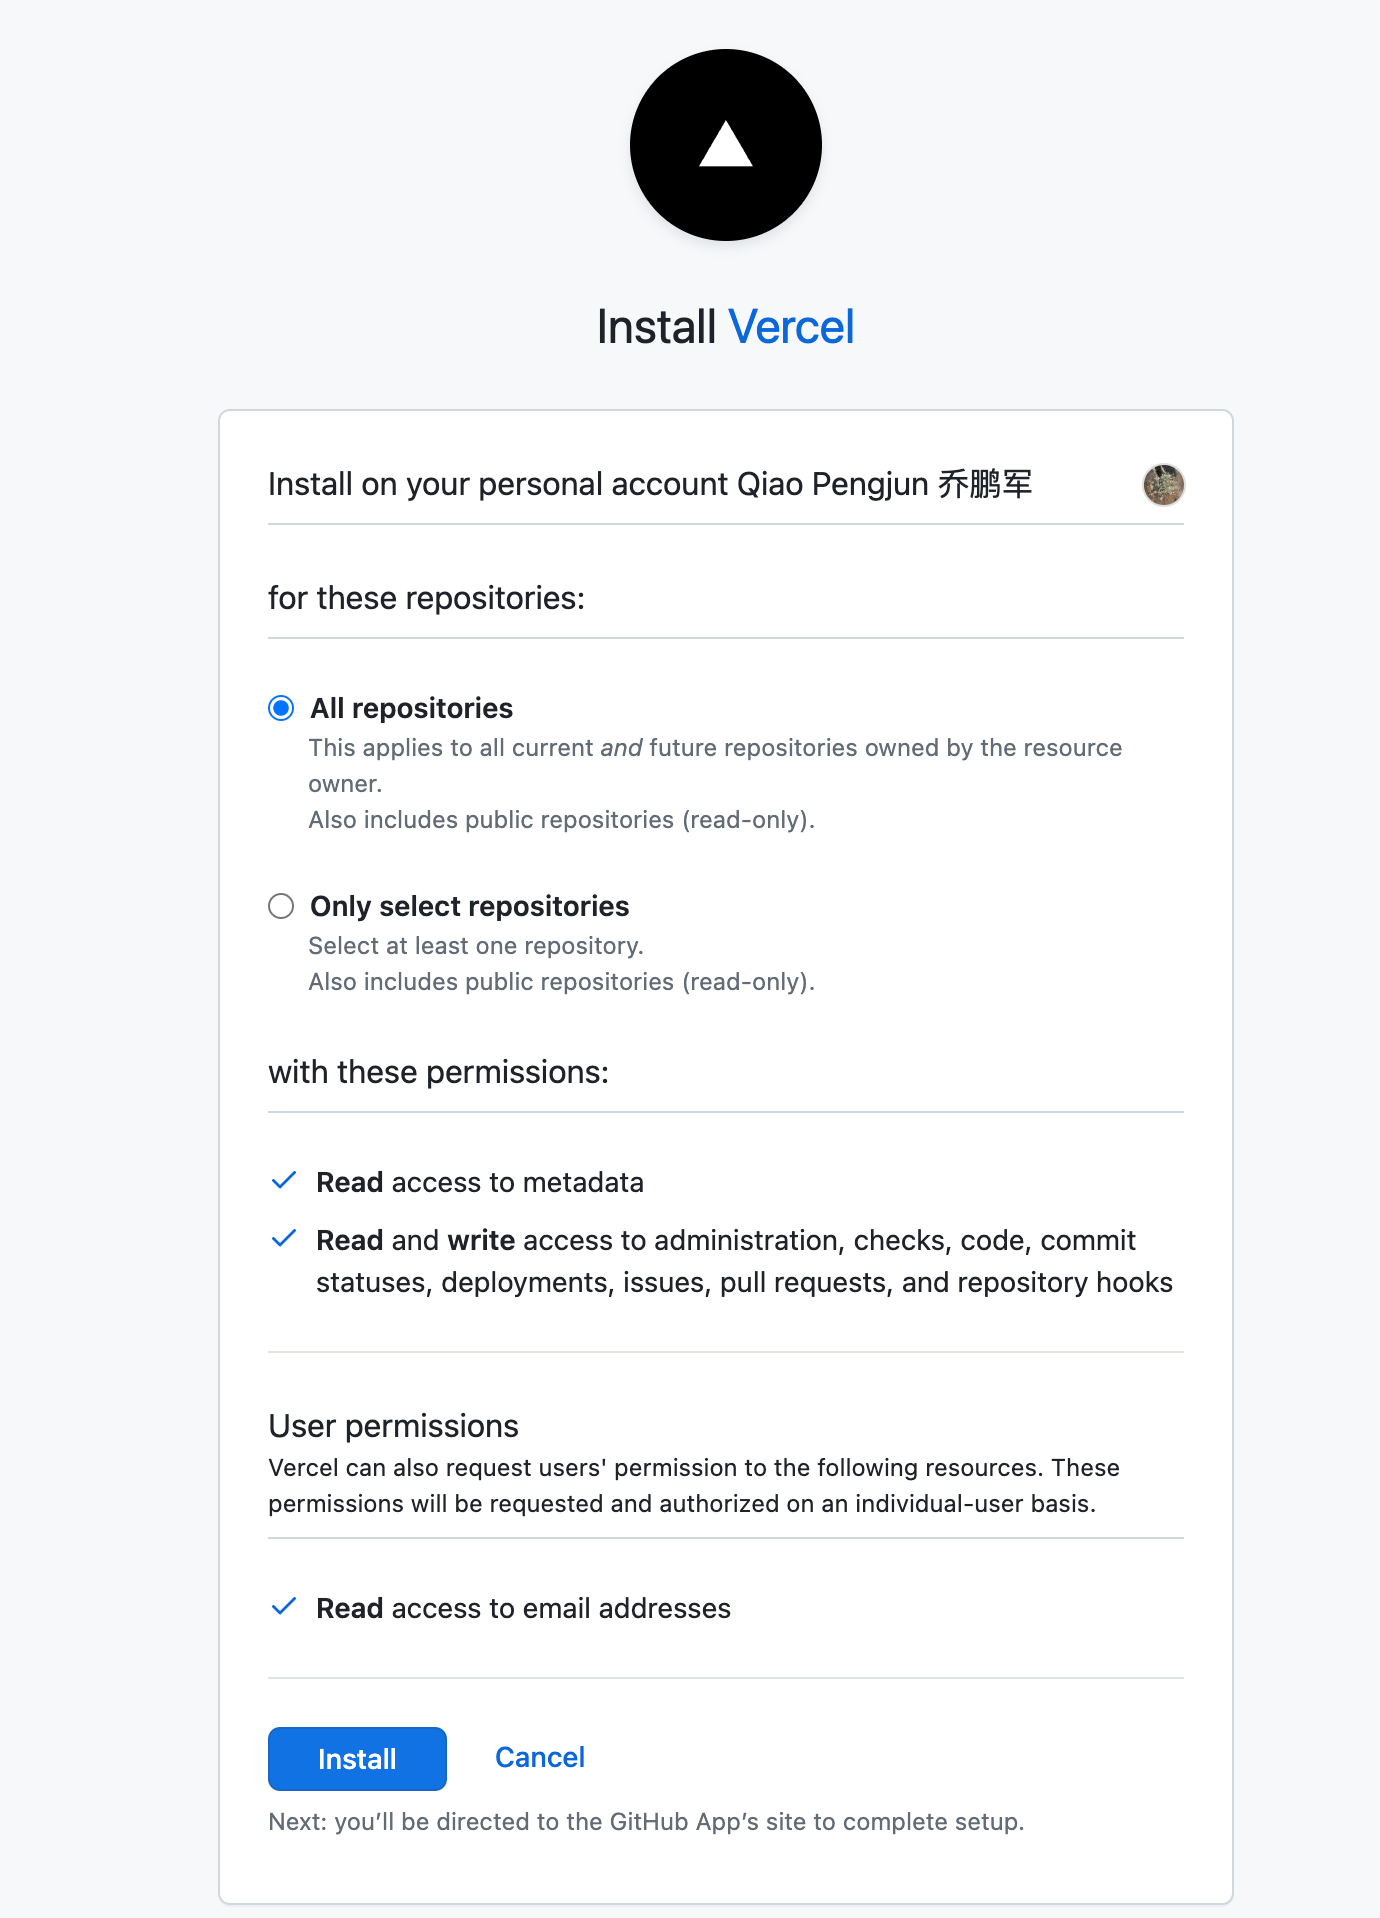 Install Vercel
Install on your personal account Qiao Pengjun 乔鹏军
for these repositories:
All repositories
This applies to all current and future repositories owned by the resource
owner.
Also includes public repositories (read-only).
Only select repositories
Select at least one repository.
Also includes public repositories (read-only).
with these permissions:
Read access to metadata
Read and write access to administration, checks, code, commit
statuses, deployments, issues, pull requests, and repository hooks
User permissions
Vercel can also request users' permission to the following resources. These
permissions will be requested and authorized on an individual-user basis.
Read access to email addresses
Install Cancel
Next: you’ll be directed to the GitHub App’s site to complete setup.